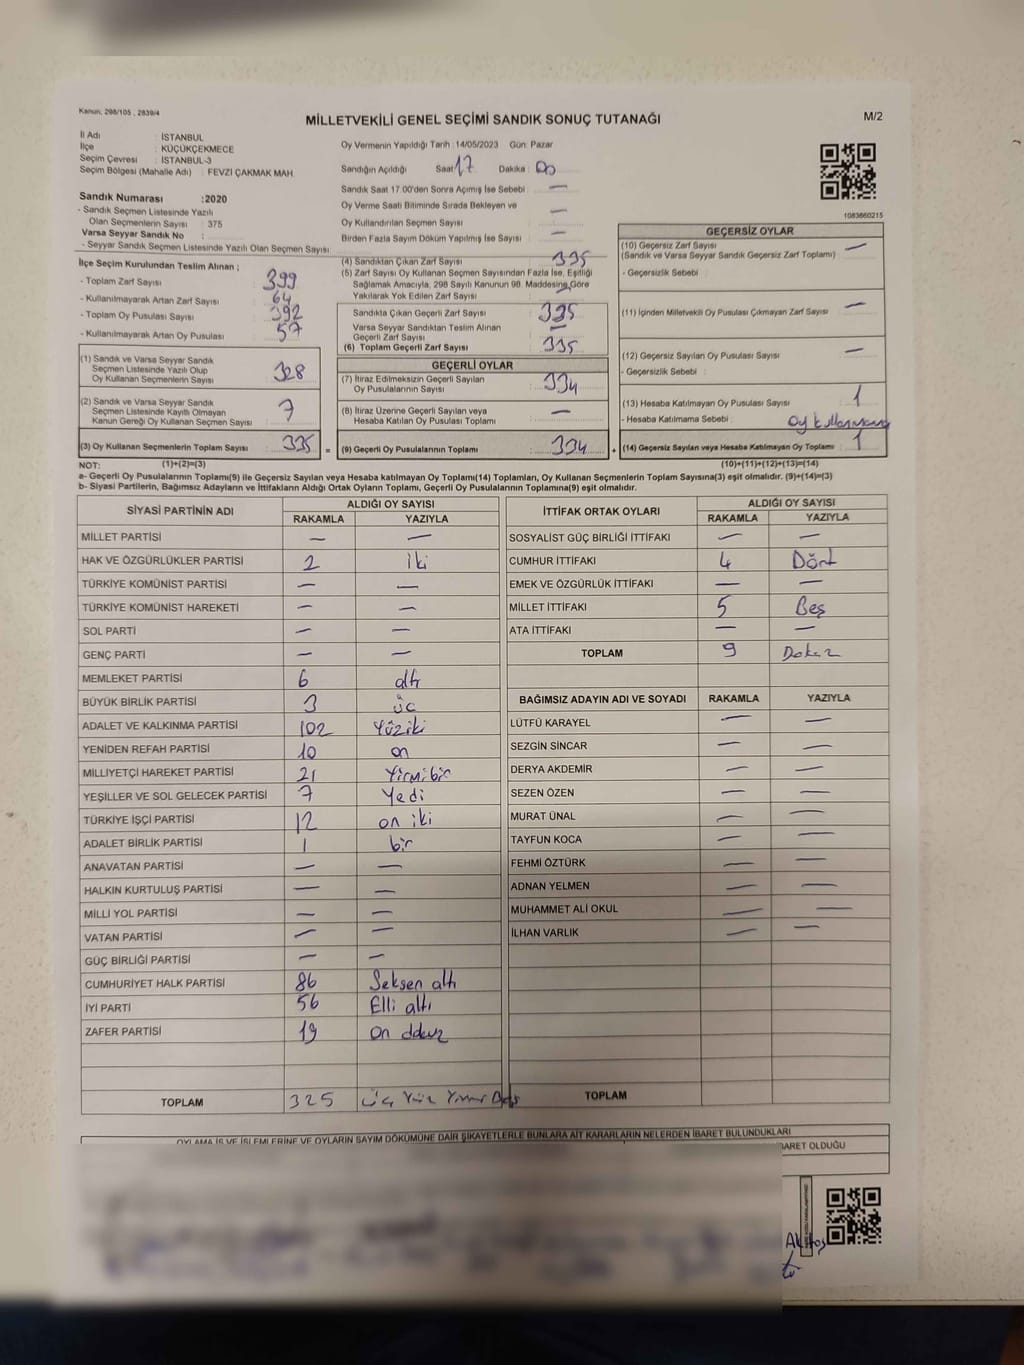 Kanun, 298/105 , 2839/4
MİLLETVEKİLİ GENEL SEÇİMİ SANDIK SONUÇ TUTANAĞI
M/2
İl Adı : İSTANBUL
İlçe : KÜÇÜKÇEKMECE
Seçim Çevresi : İSTANBUL-3
Seçim Bölgesi (Mahalle Adı) : FEVZİ ÇAKMAK MAH.
Sandık Numarası : 2020
- Sandık Seçmen Listesinde Yazılı
Olan Seçmenlerin Sayısı : 375
Varsa Seyyar Sandık No :
- Seyyar Sandık Seçmen Listesinde Yazılı Olan Seçmen Sayısı:
Oy Vermenin Yapıldığı Tarih : 14/05/2023 Gün: Pazar
Sandığın Açıldığı Saat : 17 Dakika : 00
Sandık Saat 17.00'den Sonra Açılmış İse Sebebi : —
Oy Verme Saati Bitiminde Sırada Bekleyen ve
Oy Kullandırılan Seçmen Sayısı : —
Birden Fazla Sayım Döküm Yapılmış İse Sayısı : —
1083660215
İlçe Seçim Kurulundan Teslim Alınan ;
- Toplam Zarf Sayısı : 399
- Kullanılmayarak Artan Zarf Sayısı : 64
- Toplam Oy Pusulası Sayısı : 392
- Kullanılmayarak Artan Oy Pusulası : 57
(1) Sandık ve Varsa Seyyar Sandık
Seçmen Listesinde Yazılı Olup
Oy Kullanan Seçmenlerin Sayısı : 328
(2) Sandık ve Varsa Seyyar Sandık
Seçmen Listesinde Kayıtlı Olmayan
Kanun Gereği Oy Kullanan Seçmen Sayısı : 7
(3) Oy Kullanan Seçmenlerin Toplam Sayısı : 335
(4) Sandıktan Çıkan Zarf Sayısı : 335
(5) Zarf Sayısı Oy Kullanan Seçmen Sayısından Fazla İse, Eşitliği
Sağlamak Amacıyla, 298 Sayılı Kanunun 98. Maddesine Göre
Yakılarak Yok Edilen Zarf Sayısı : —
Sandıkta Çıkan Geçerli Zarf Sayısı : 335
Varsa Seyyar Sandıktan Teslim Alınan
Geçerli Zarf Sayısı : —
(6) Toplam Geçerli Zarf Sayısı : 335
GEÇERLİ OYLAR
(7) İtiraz Edilmeksizin Geçerli Sayılan
Oy Pusulalarının Sayısı : 334
(8) İtiraz Üzerine Geçerli Sayılan veya
Hesaba Katılan Oy Pusulası Toplamı : —
= (9) Geçerli Oy Pusulalarının Toplamı : 334 +
GEÇERSİZ OYLAR
(10) Geçersiz Zarf Sayısı : —
(Sandık ve Varsa Seyyar Sandık Geçersiz Zarf Toplamı)
- Geçersizlik Sebebi :
(11) İçinden Milletvekili Oy Pusulası Çıkmayan Zarf Sayısı : —
(12) Geçersiz Sayılan Oy Pusulası Sayısı : —
- Geçersizlik Sebebi :
(13) Hesaba Katılmayan Oy Pusulası Sayısı : 1
- Hesaba Katılmama Sebebi : Oy
(14) Geçersiz Sayılan veya Hesaba Katılmayan Oy Toplamı : 1
NOT: (1)+(2)=(3) (10)+(11)+(12)+(13)=(14)
a- Geçerli Oy Pusulalarının Toplamı(9) ile Geçersiz Sayılan veya Hesaba katılmayan Oy Toplamı(14) Toplamları, Oy Kullanan Seçmenlerin Toplam Sayısına(3) eşit olmalıdır. (9)+(14)=(3)
b- Siyasi Partilerin, Bağımsız Adayların ve İttifakların Aldığı Ortak Oyların Toplamı, Geçerli Oy Pusulalarının Toplamına(9) eşit olmalıdır.
SİYASİ PARTİNİN ADI ALDIĞI OY SAYISI
RAKAMLA YAZIYLA
MİLLET PARTİSİ — —
HAK VE ÖZGÜRLÜKLER PARTİSİ 2 iki
TÜRKİYE KOMÜNİST PARTİSİ — —
TÜRKİYE KOMÜNİST HAREKETİ — —
SOL PARTİ — —
GENÇ PARTİ — —
MEMLEKET PARTİSİ 6 altı
BÜYÜK BİRLİK PARTİSİ 3 üc
ADALET VE KALKINMA PARTİSİ 102 Yüziki
YENİDEN REFAH PARTİSİ 10 on
MİLLİYETÇİ HAREKET PARTİSİ 21 Yirmibir
YEŞİLLER VE SOL GELECEK PARTİSİ 7 Yedi
TÜRKİYE İŞÇİ PARTİSİ 12 on iki
ADALET BİRLİK PARTİSİ 1 bir
ANAVATAN PARTİSİ — —
HALKIN KURTULUŞ PARTİSİ — —
MİLLİ YOL PARTİSİ — —
VATAN PARTİSİ — —
GÜÇ BİRLİĞİ PARTİSİ — —
CUMHURİYET HALK PARTİSİ 86 Seksen altı
İYİ PARTİ 56 Elli altı
ZAFER PARTİSİ 19 on
TOPLAM 325 üç Yüz
İTTİFAK ORTAK OYLARI ALDIĞI OY SAYISI
RAKAMLA YAZIYLA
SOSYALİST GÜÇ BİRLİĞİ İTTİFAKI — —
CUMHUR İTTİFAKI 4 Dört
EMEK VE ÖZGÜRLÜK İTTİFAKI — —
MİLLET İTTİFAKI 5 Beş
ATA İTTİFAKI — —
TOPLAM 9 Dokuz
BAĞIMSIZ ADAYIN ADI VE SOYADI RAKAMLA YAZIYLA
LÜTFÜ KARAYEL — —
SEZGİN SİNCAR — —
DERYA AKDEMİR — —
SEZEN ÖZEN — —
MURAT ÜNAL — —
TAYFUN KOCA — —
FEHMİ ÖZTÜRK — —
ADNAN YELMEN — —
MUHAMMET ALİ OKUL — —
İLHAN VARLIK — —
TOPLAM
OYLAMA İŞ VE İŞLEMLERİNE VE OYLARIN SAYIM DÖKÜMÜNE DAİR ŞİKAYETLERLE BUNLARA AİT KARARLARIN NELERDEN İBARET BULUNDUKLARI
BARET OLDUĞU